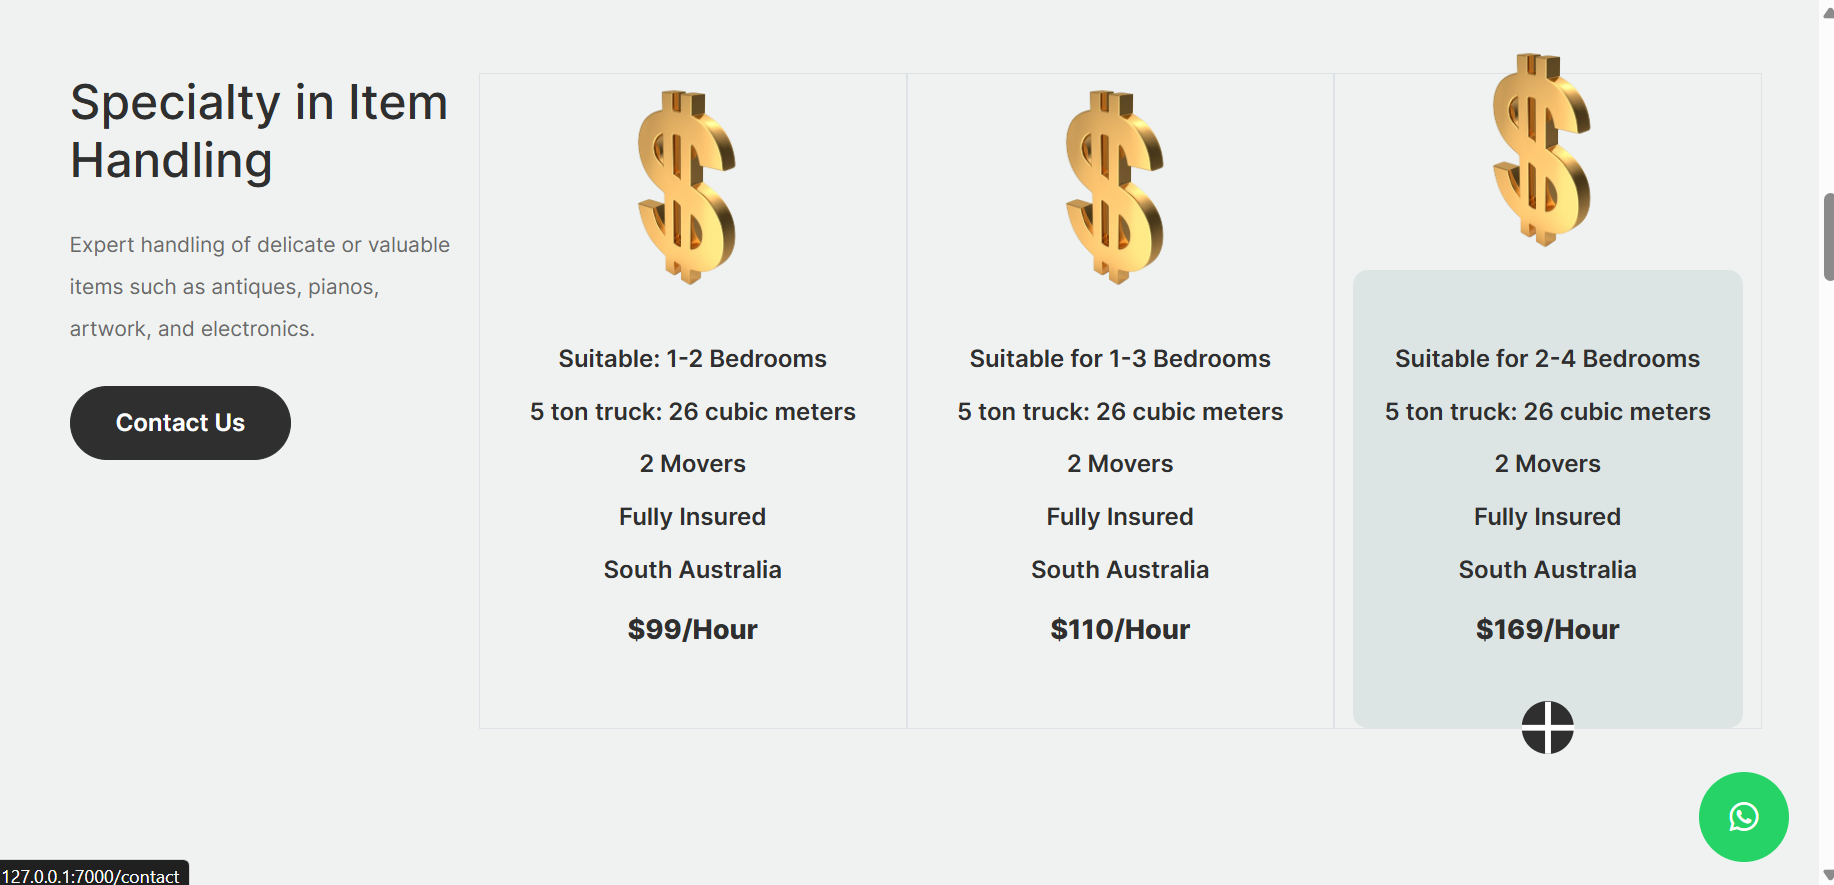 Specialty in Item
Handling
Expert handling of delicate or valuable
items such as antiques, pianos,
artwork, and electronics.
Contact Us
Suitable: 1-2 Bedrooms
5 ton truck: 26 cubic meters
2 Movers
Fully Insured
South Australia
$99/Hour
Suitable for 1-3 Bedrooms
5 ton truck: 26 cubic meters
2 Movers
Fully Insured
South Australia
$110/Hour
Suitable for 2-4 Bedrooms
5 ton truck: 26 cubic meters
2 Movers
Fully Insured
South Australia
$169/Hour
127.0.0.1:7000/contact